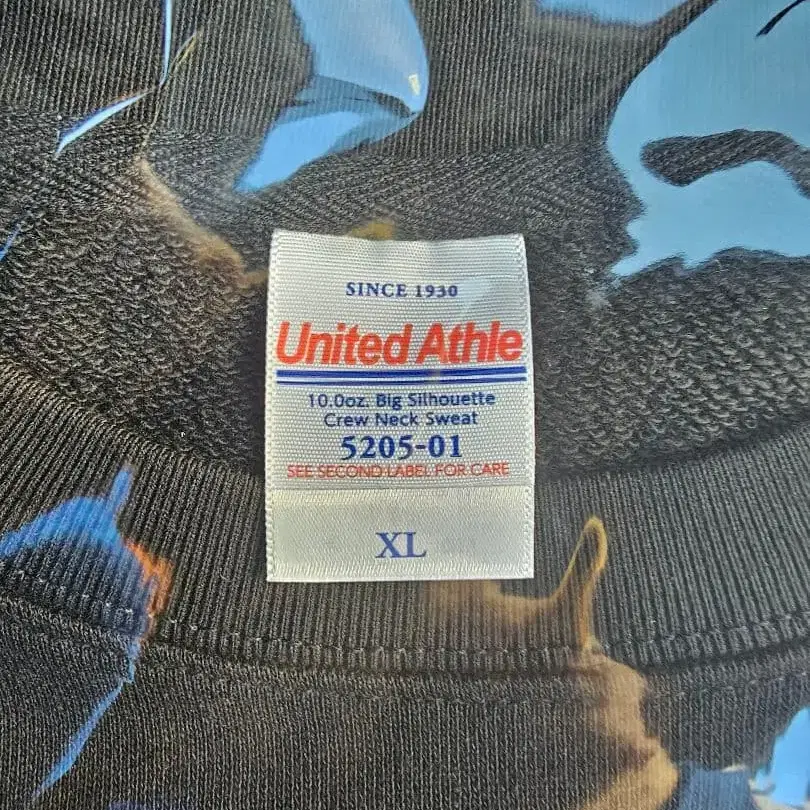 SINCE 1930
United Athle
10.0oz. Big Silhouette
Crew Neck Sweat
5205-01
SEE SECOND LABEL FOR CARE
XL